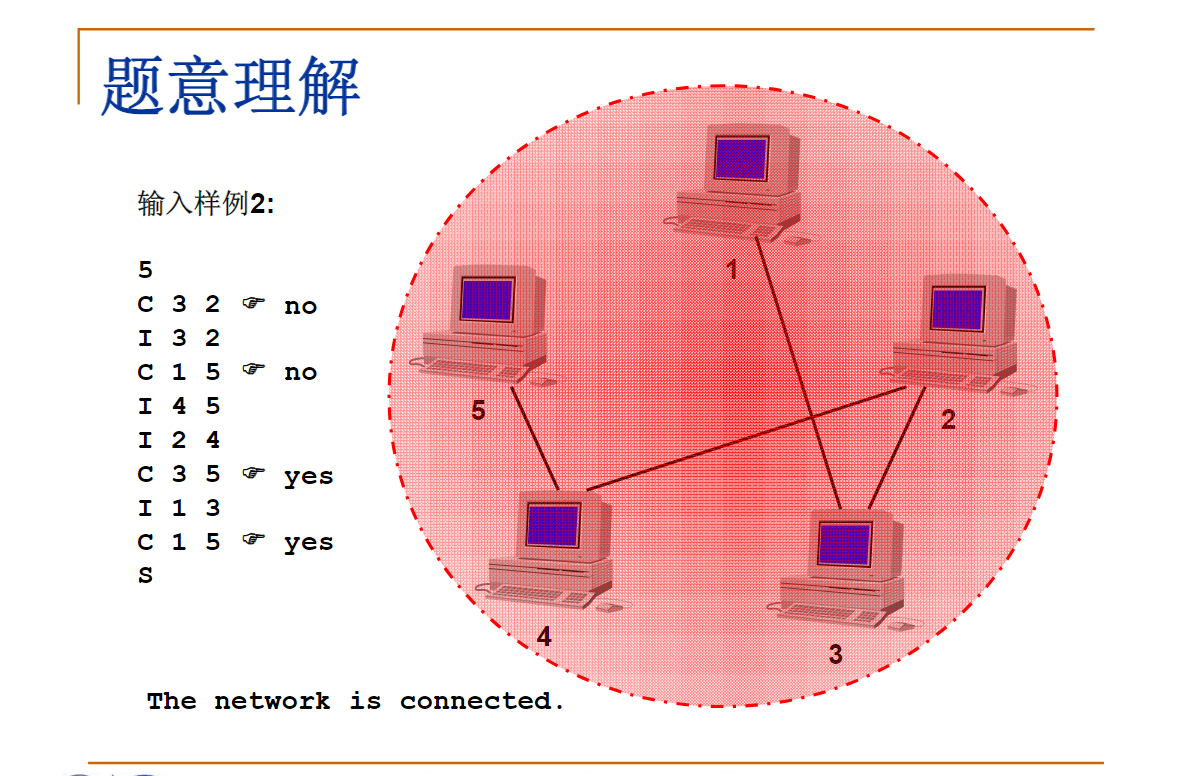 题意理解
输入样例2:
5
C 3 2 ☞ no
I 3 2
C 1 5 ☞ no
I 4 5
I 2 4
C 3 5 ☞ yes
I 1 3
C 1 5 ☞ yes
S
The network is connected.
1
2
5
4
3